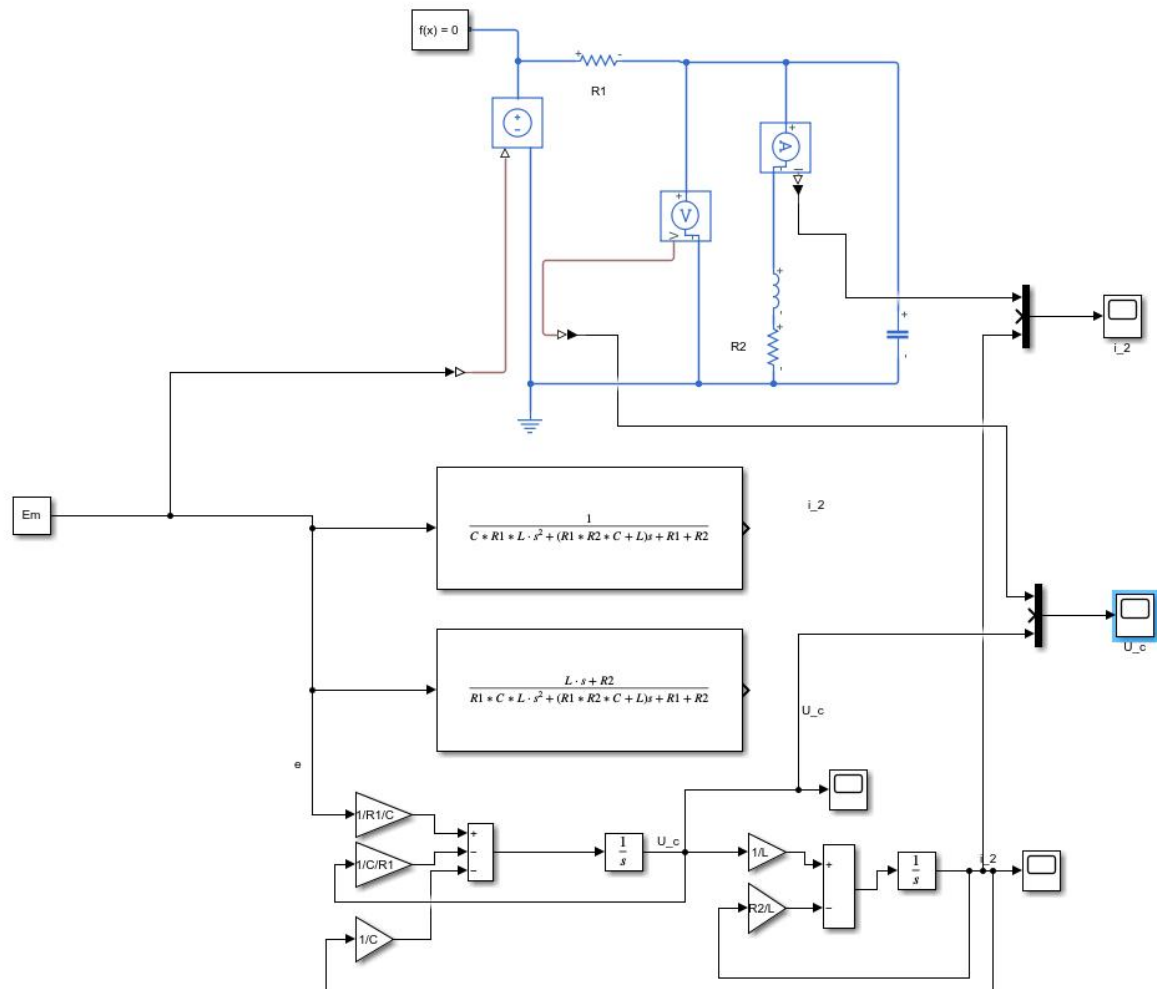 f(x) = 0
+ -
R1
+
-
+
A
-
I
+
V
-
V
+
-
R2
+
-
+
-
i_2
Em
1
C * R1 * L · s² + (R1 * R2 * C + L)s + R1 + R2
i_2
L · s + R2
R1 * C * L · s² + (R1 * R2 * C + L)s + R1 + R2
U_c
U_c
e
1/R1/C
+
−
−
1/C/R1
1
s
U_c
1/L
+
−
R2/L
1
s
i_2
1/C